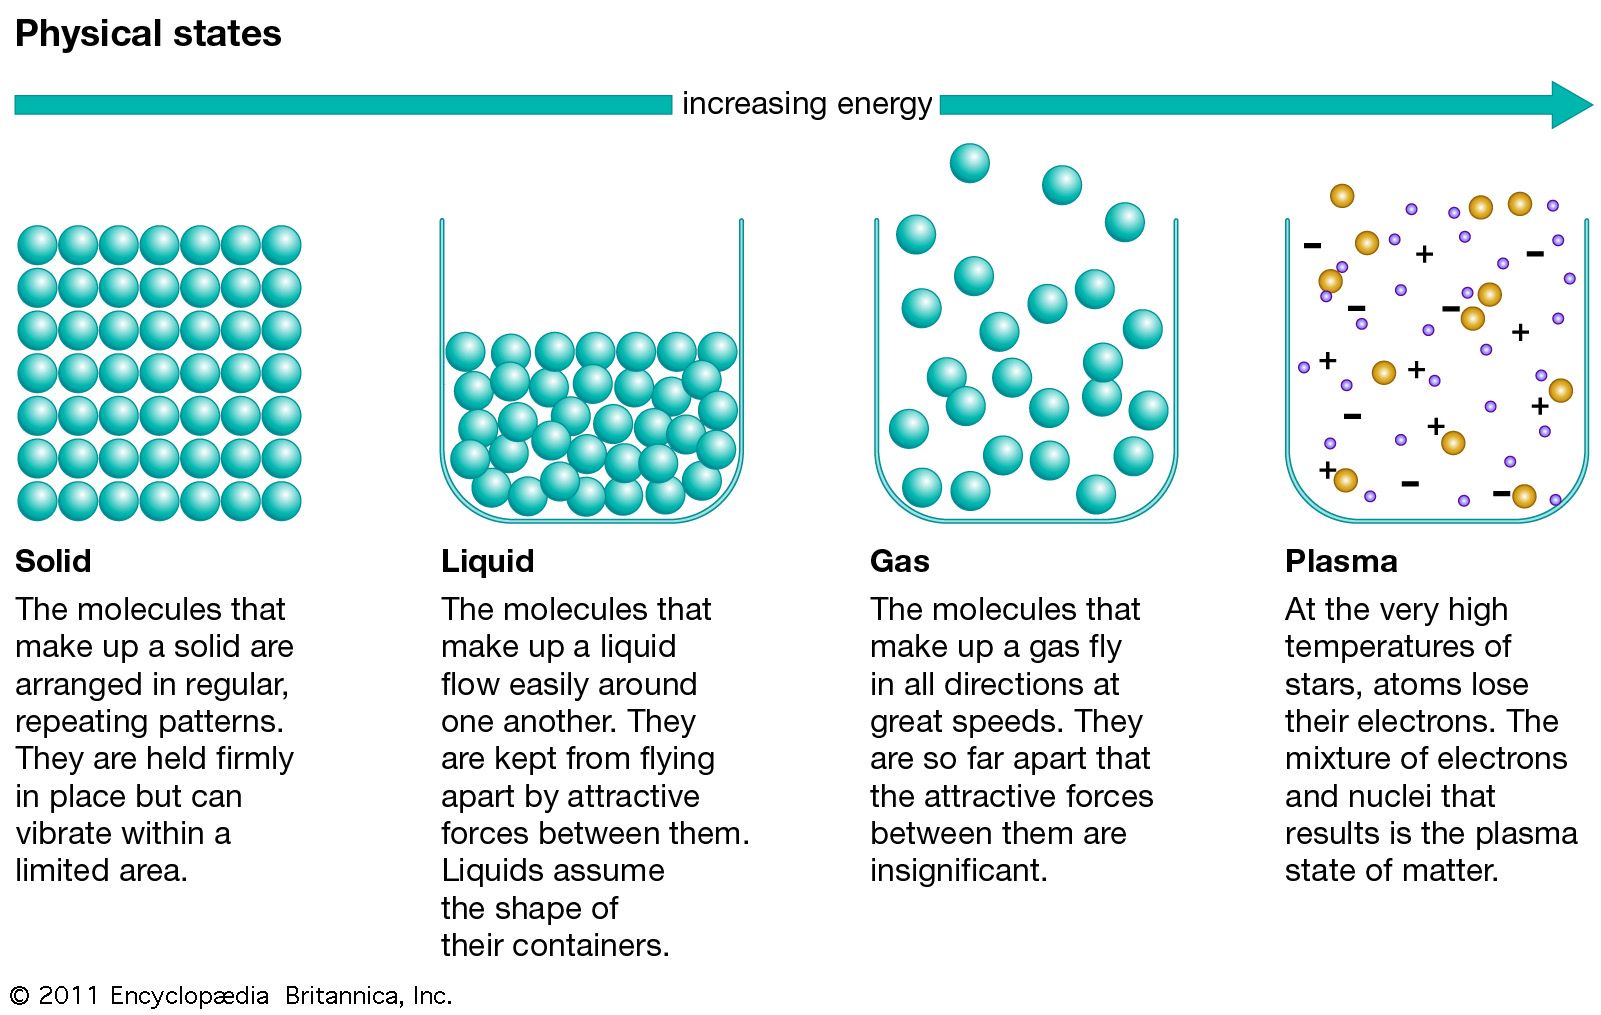 Physical states
increasing energy
Solid
The molecules that
make up a solid are
arranged in regular,
repeating patterns.
They are held firmly
in place but can
vibrate within a
limited area.
Liquid
The molecules that
make up a liquid
flow easily around
one another. They
are kept from flying
apart by attractive
forces between them.
Liquids assume
the shape of
their containers.
Gas
The molecules that
make up a gas fly
in all directions at
great speeds. They
are so far apart that
the attractive forces
between them are
insignificant.
Plasma
At the very high
temperatures of
stars, atoms lose
their electrons. The
mixture of electrons
and nuclei that
results is the plasma
state of matter.
© 2011 Encyclopædia Britannica, Inc.